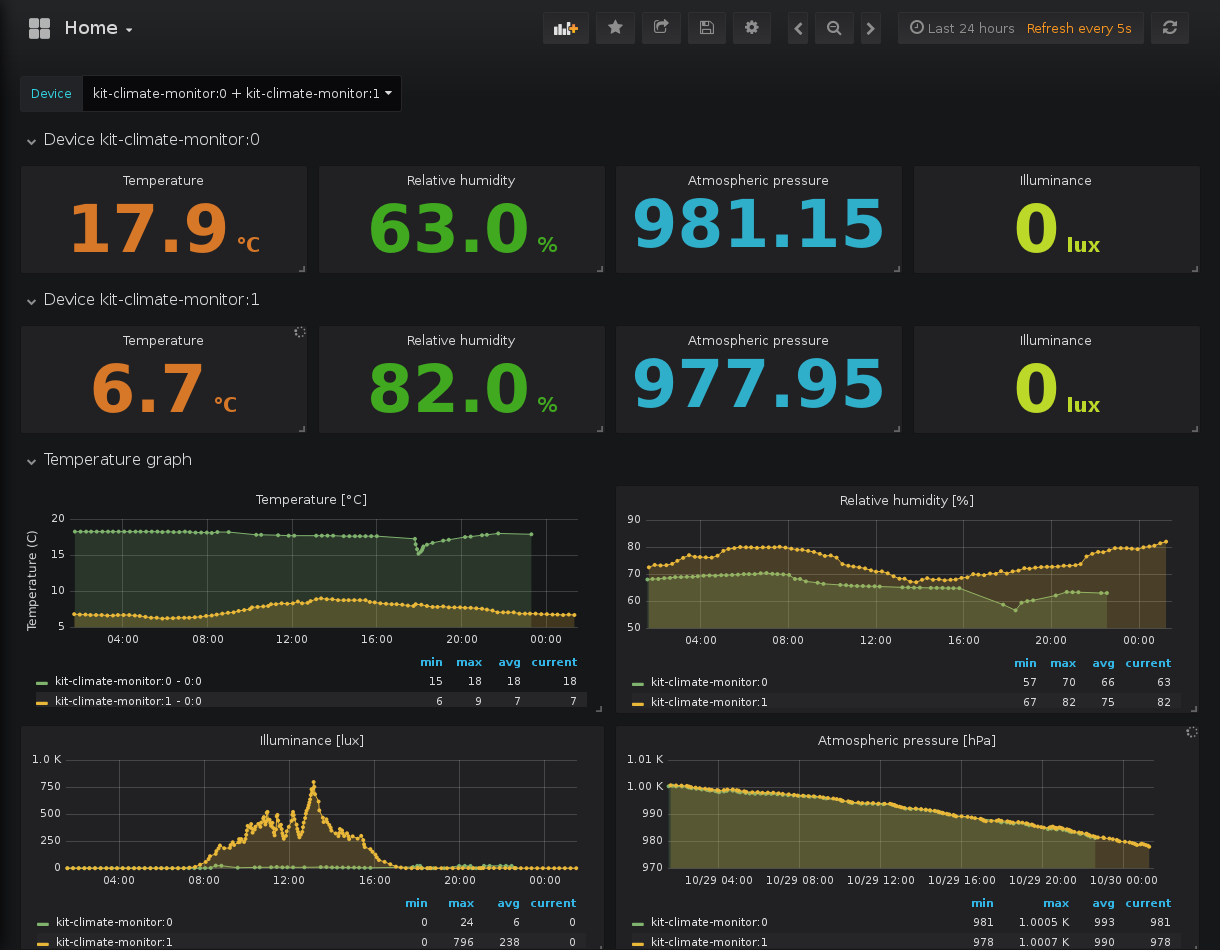 Home
Last 24 hours Refresh every 5s
Device kit-climate-monitor:0 + kit-climate-monitor:1
Device kit-climate-monitor:0
Temperature Relative humidity Atmospheric pressure Illuminance
17.9 °C 63.0 % 981.15 0 lux
Device kit-climate-monitor:1
Temperature Relative humidity Atmospheric pressure Illuminance
6.7 °C 82.0 % 977.95 0 lux
Temperature graph
Temperature [°C]
Temperature (C)
20
15
10
5
04:00 08:00 12:00 16:00 20:00 00:00
min max avg current
kit-climate-monitor:0 - 0:0 15 18 18 18
kit-climate-monitor:1 - 0:0 6 9 7 7
Relative humidity [%]
90
80
70
60
50
04:00 08:00 12:00 16:00 20:00 00:00
min max avg current
kit-climate-monitor:0 57 70 66 63
kit-climate-monitor:1 67 82 75 82
Illuminance [lux]
1.0 K
750
500
250
0
04:00 08:00 12:00 16:00 20:00 00:00
min max avg current
kit-climate-monitor:0 0 24 6 0
kit-climate-monitor:1 0 796 238 0
Atmospheric pressure [hPa]
1.01 K
1.00 K
990
980
970
10/29 04:00 10/29 08:00 10/29 12:00 10/29 16:00 10/29 20:00 10/30 00:00
min max avg current
kit-climate-monitor:0 981 1.0005 K 993 981
kit-climate-monitor:1 978 1.0007 K 990 978